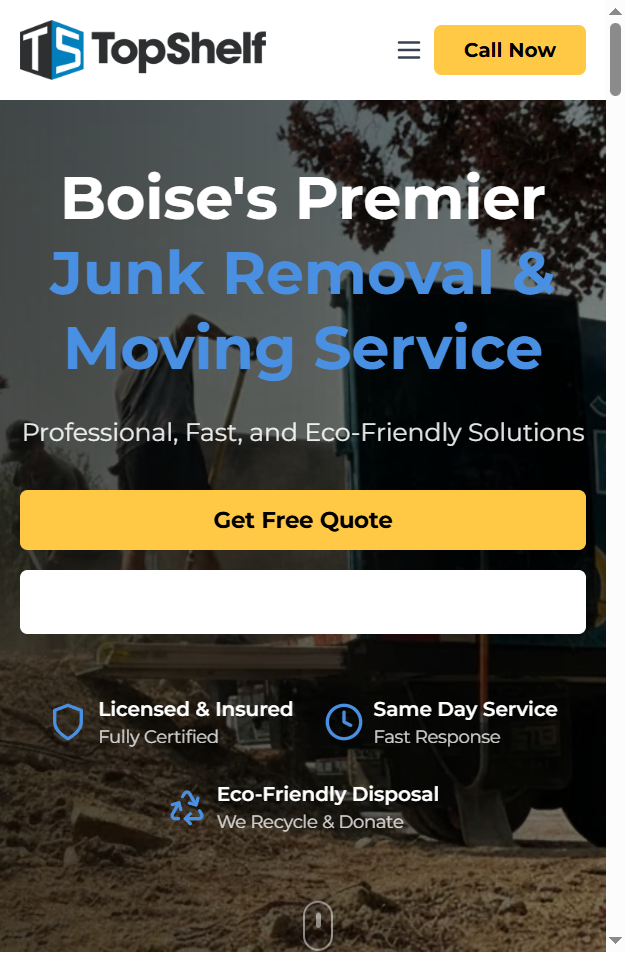 TS TopShelf
Call Now
Boise's Premier
Junk Removal &
Moving Service
Professional, Fast, and Eco-Friendly Solutions
Get Free Quote
Licensed & Insured
Fully Certified
Same Day Service
Fast Response
Eco-Friendly Disposal
We Recycle & Donate